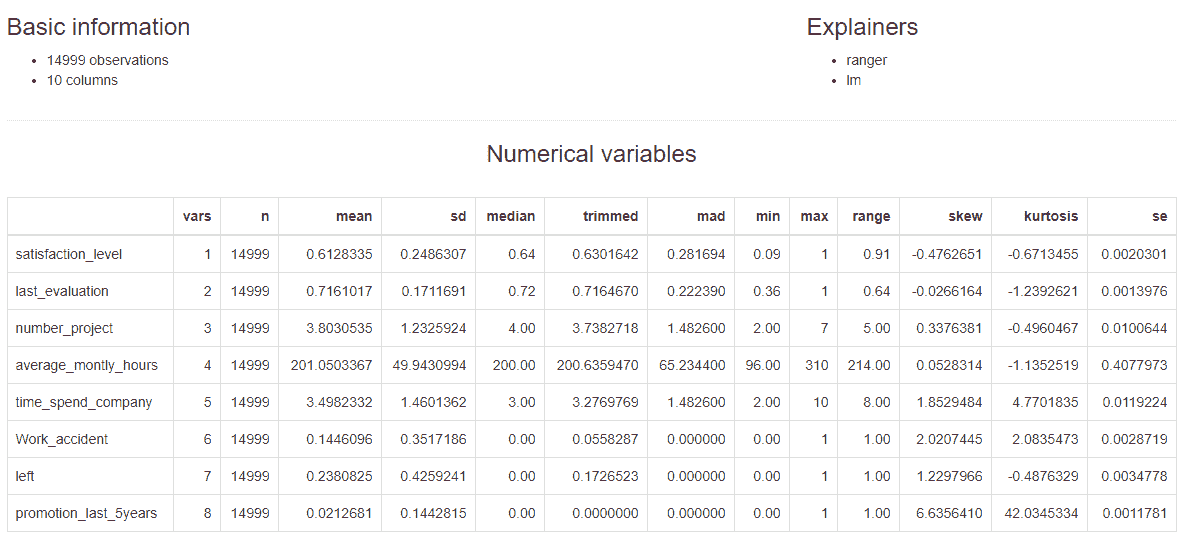 Basic information
14999 observations
10 columns
Explainers
ranger
lm
Numerical variables
vars n mean sd median trimmed mad min max range skew kurtosis se
satisfaction_level 1 14999 0.6128335 0.2486307 0.64 0.6301642 0.281694 0.09 1 0.91 -0.4762651 -0.6713455 0.0020301
last_evaluation 2 14999 0.7161017 0.1711691 0.72 0.7164670 0.222390 0.36 1 0.64 -0.0266164 -1.2392621 0.0013976
number_project 3 14999 3.8030535 1.2325924 4.00 3.7382718 1.482600 2.00 7 5.00 0.3376381 -0.4960467 0.0100644
average_montly_hours 4 14999 201.0503367 49.9430994 200.00 200.6359470 65.234400 96.00 310 214.00 0.0528314 -1.1352519 0.4077973
time_spend_company 5 14999 3.4982332 1.4601362 3.00 3.2769769 1.482600 2.00 10 8.00 1.8529484 4.7701835 0.0119224
Work_accident 6 14999 0.1446096 0.3517186 0.00 0.0558287 0.000000 0.00 1 1.00 2.0207445 2.0835473 0.0028719
left 7 14999 0.2380825 0.4259241 0.00 0.1726523 0.000000 0.00 1 1.00 1.2297966 -0.4876329 0.0034778
promotion_last_5years 8 14999 0.0212681 0.1442815 0.00 0.0000000 0.000000 0.00 1 1.00 6.6356410 42.0345334 0.0011781